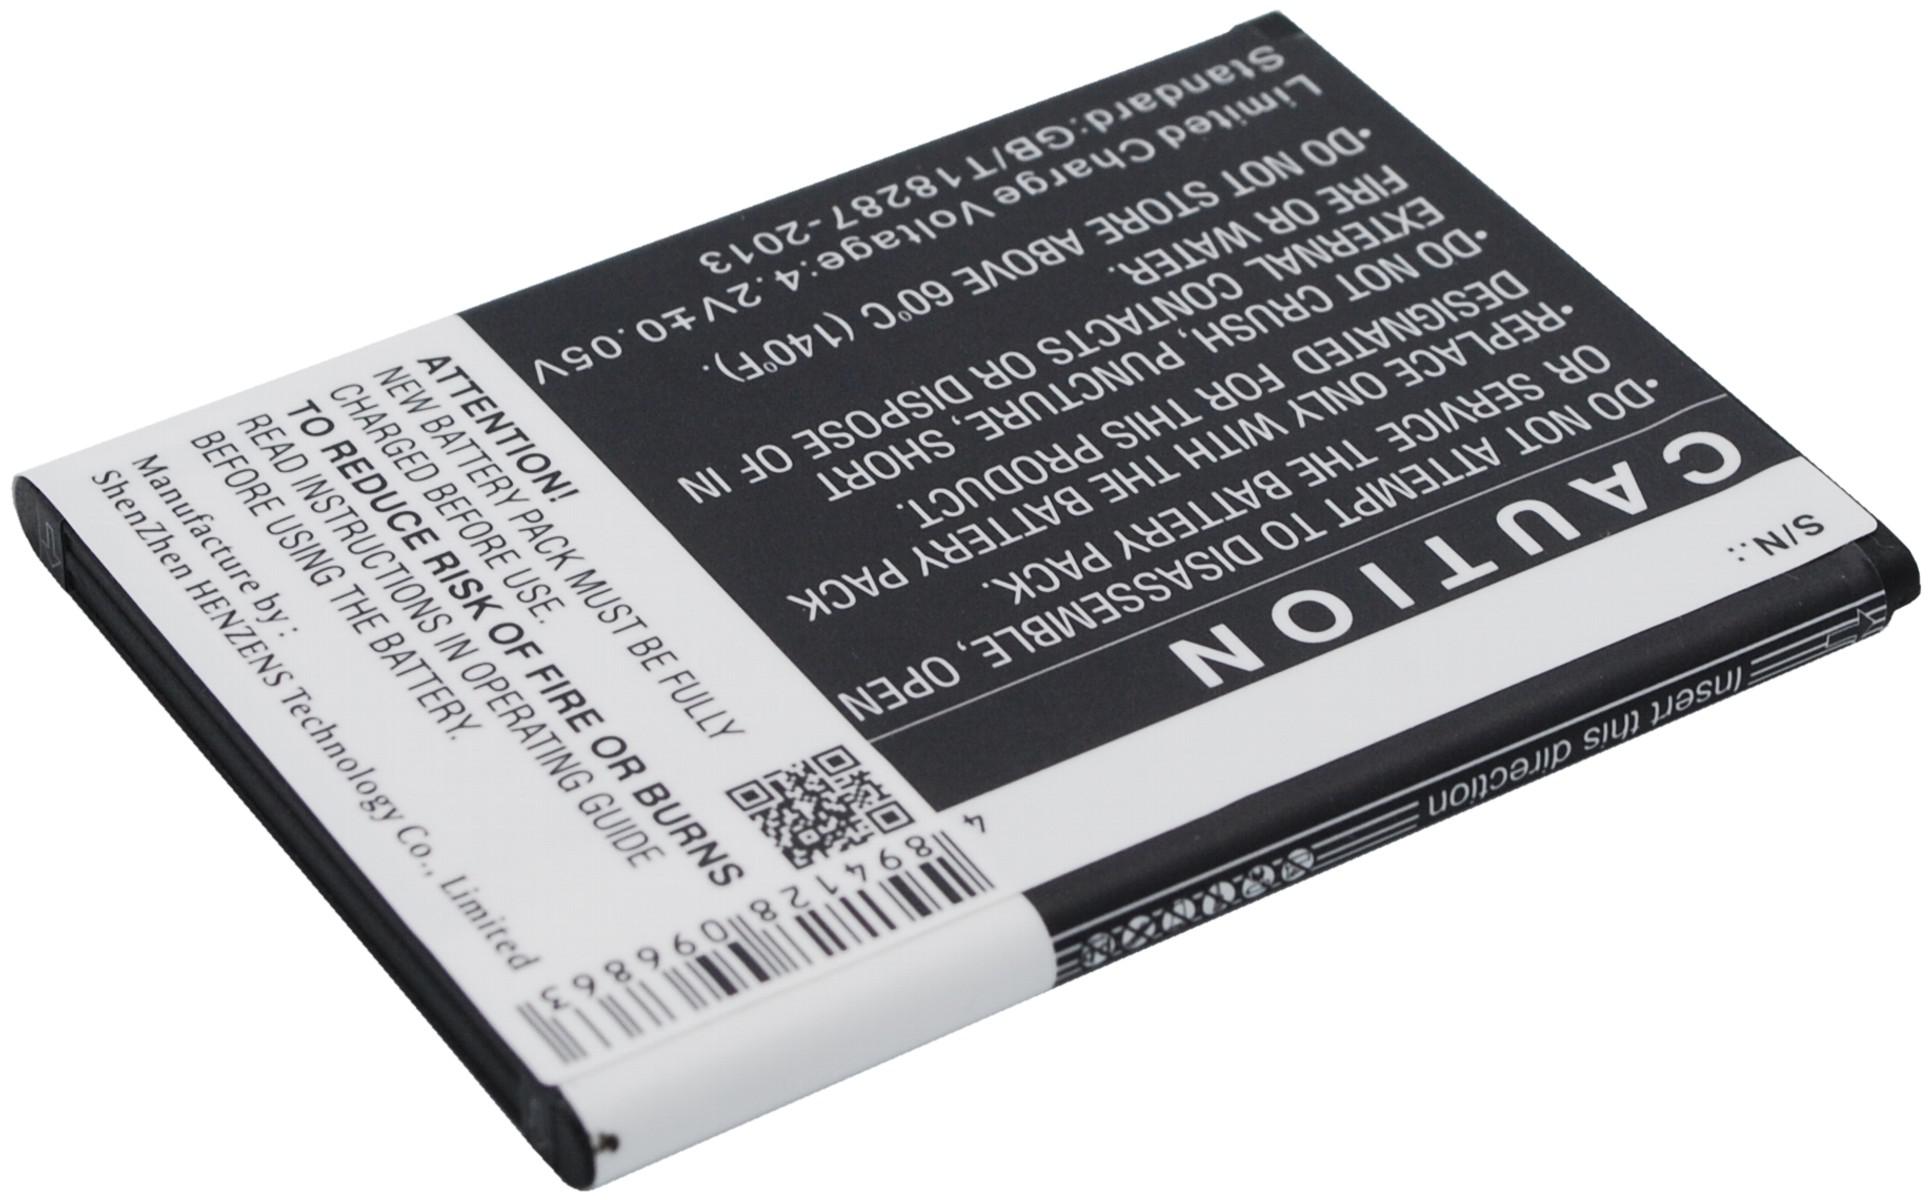 S/N.:
CAUTION
•DO NOT ATTEMPT TO DISASSEMBLE, OPEN
OR SERVICE THE BATTERY PACK.
•REPLACE ONLY WITH THE BATTERY PACK
DESIGNATED FOR THIS PRODUCT.
•DO NOT CRUSH, PUNCTURE, SHORT
EXTERNAL CONTACTS OR DISPOSE OF IN
FIRE OR WATER.
•DO NOT STORE ABOVE 60°C (140°F).
Limited Charge Voltage:4.2V±0.05V
Standard:GB/T18287-2013
ATTENTION!
NEW BATTERY PACK MUST BE FULLY
CHARGED BEFORE USE.
TO REDUCE RISK OF FIRE OR BURNS
READ INSTRUCTIONS IN OPERATING GUIDE
BEFORE USING THE BATTERY.
Manufacture by:
ShenZhen HENZENS Technology Co., Limited
4 894128 090963
Insert this direction